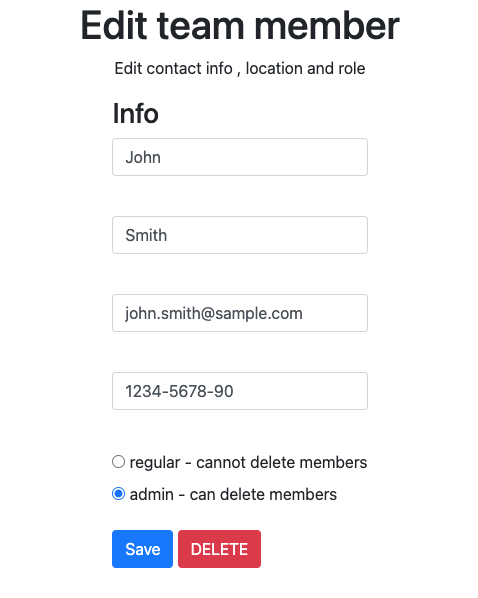 Edit team member
Edit contact info , location and role
Info
John
Smith
john.smith@sample.com
1234-5678-90
regular - cannot delete members
admin - can delete members
Save DELETE